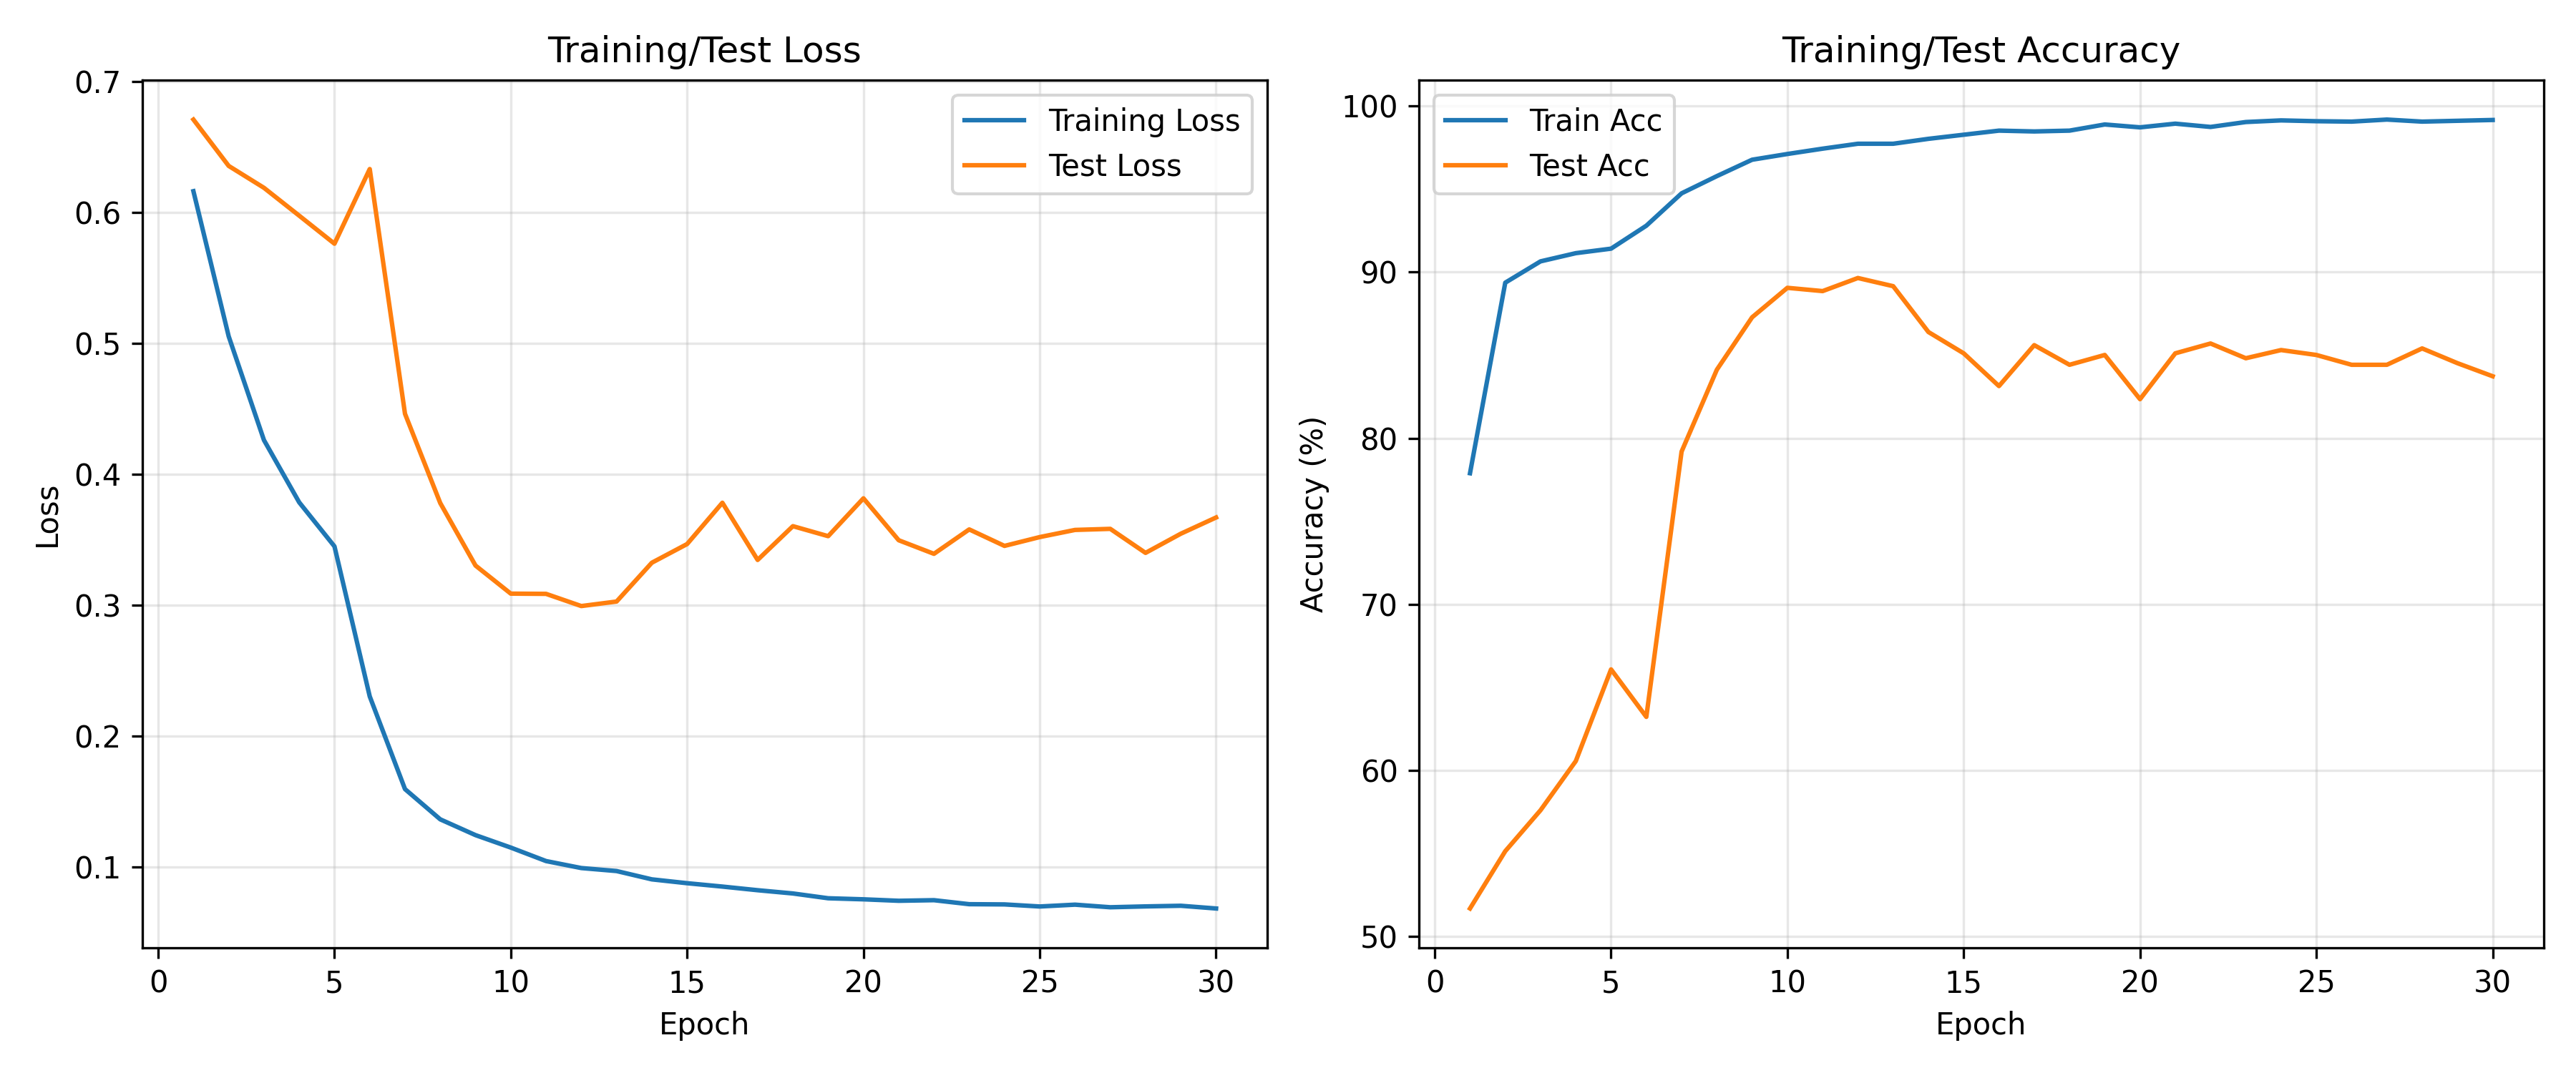 Training/Test Loss
Loss
0.7
0.6
0.5
0.4
0.3
0.2
0.1
0 5 10 15 20 25 30
Epoch
Training Loss
Test Loss
Training/Test Accuracy
Accuracy (%)
100
90
80
70
60
50
0 5 10 15 20 25 30
Epoch
Train Acc
Test Acc